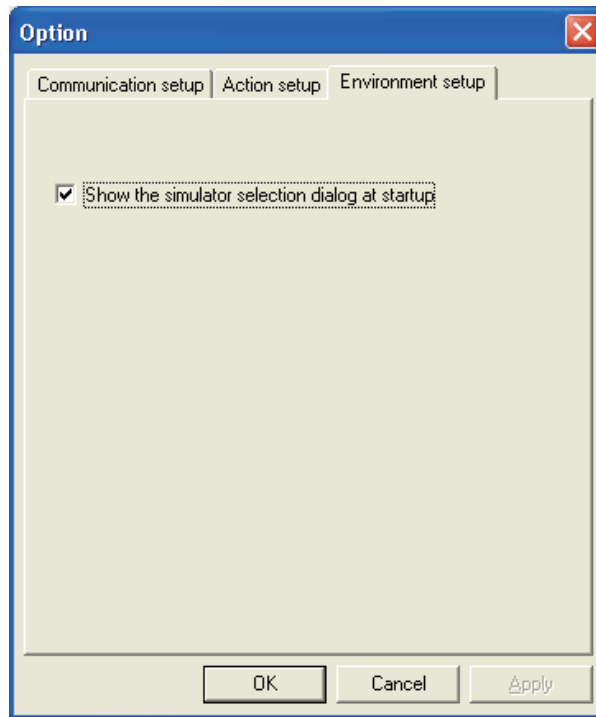 Option
Communication setup Action setup Environment setup
Show the simulator selection dialog at startup
OK Cancel Apply